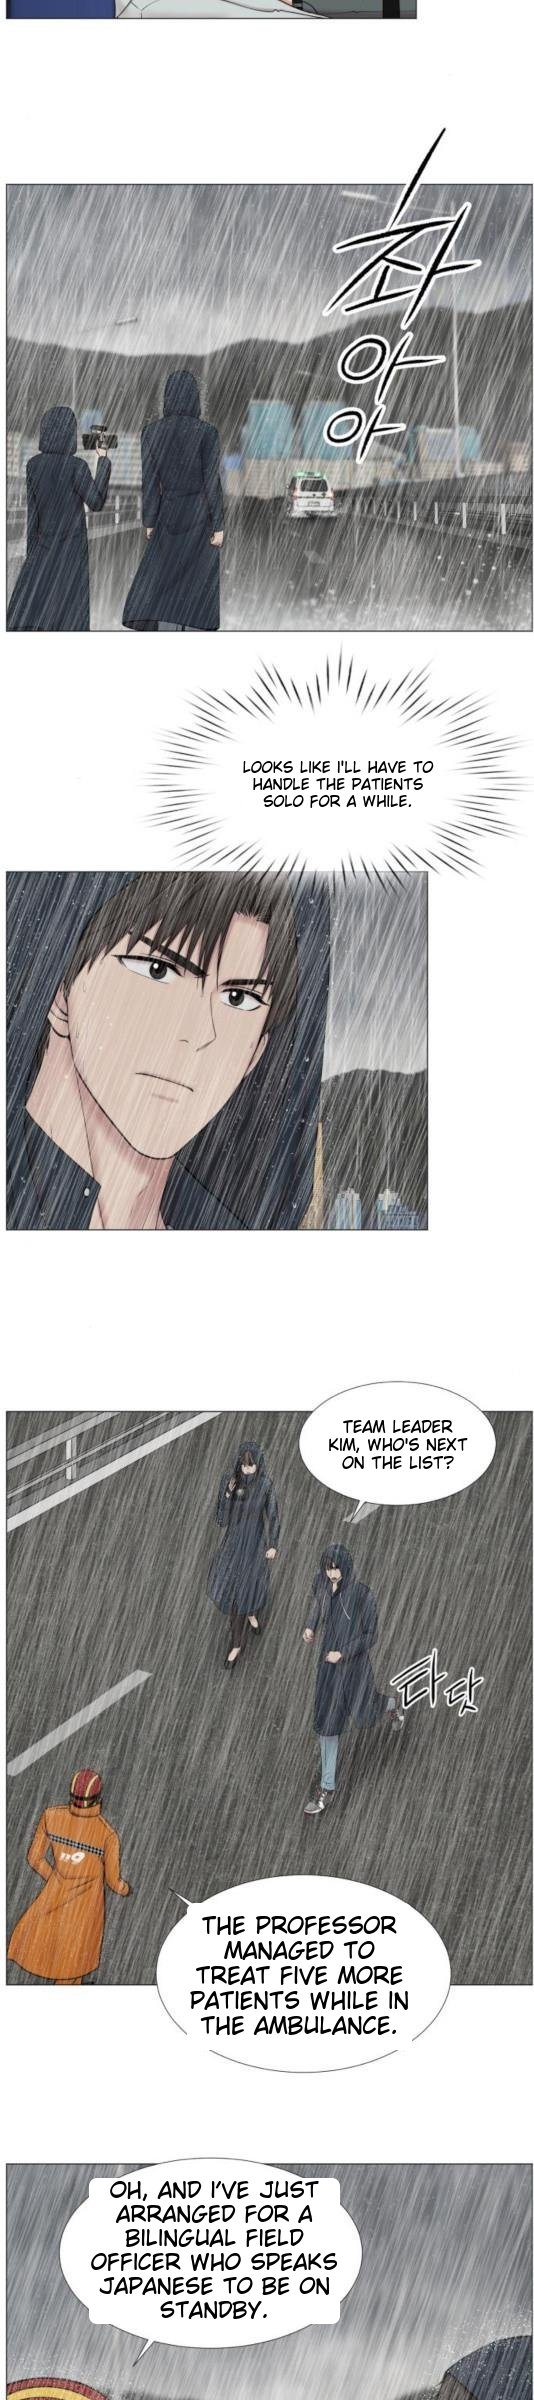 좌
아
아
LOOKS LIKE I'LL HAVE TO
HANDLE THE PATIENTS
SOLO FOR A WHILE.
TEAM LEADER
KIM, WHO'S NEXT
ON THE LIST?
타닷
119
THE PROFESSOR
MANAGED TO
TREAT FIVE MORE
PATIENTS WHILE IN
THE AMBULANCE.
OH, AND I'VE JUST
ARRANGED FOR A
BILINGUAL FIELD
OFFICER WHO SPEAKS
JAPANESE TO BE ON
STANDBY.